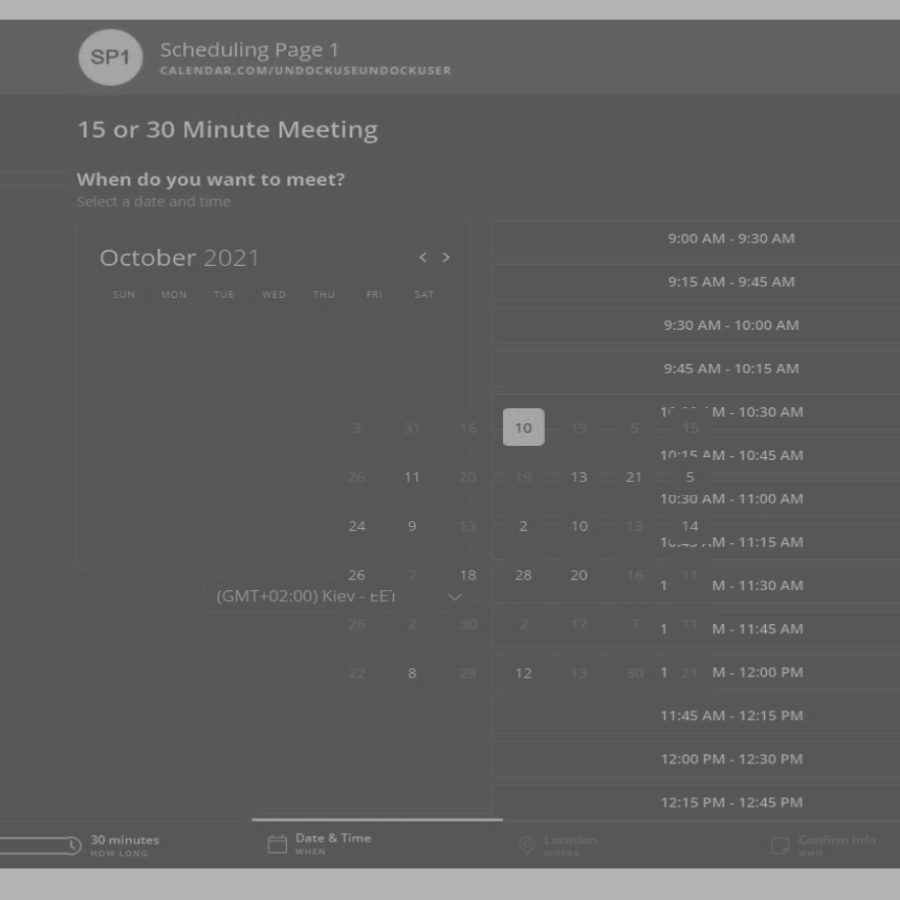 SP1
Scheduling Page 1
CALENDAR.COM/UNDOCKUSEUNDOCKUSER
15 or 30 Minute Meeting
When do you want to meet?
Select a date and time
October 2021
SUN MON TUE WED THU FRI SAT
3 31 16 10 19 5 15
26 11 20 19 13 21 5
24 9 13 2 10 13 14
26 7 18 28 20 16 11
26 2 30 2 17 7 11
22 8 29 12 13 30 21
(GMT+02:00) Kiev - EET
9:00 AM - 9:30 AM
9:15 AM - 9:45 AM
9:30 AM - 10:00 AM
9:45 AM - 10:15 AM
M - 10:30 AM
10:15 AM - 10:45 AM
10:30 AM - 11:00 AM
M - 11:15 AM
1 M - 11:30 AM
1 M - 11:45 AM
1 M - 12:00 PM
11:45 AM - 12:15 PM
12:00 PM - 12:30 PM
12:15 PM - 12:45 PM
30 minutes
HOW LONG
Date & Time
WHEN
Location
WHERE
Confirm Info
WHO